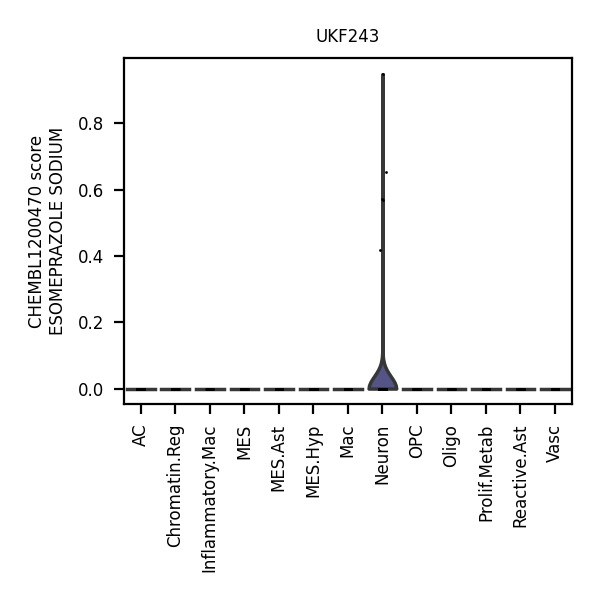 UKF243
CHEMBL1200470 score
ESOMEPRAZOLE SODIUM
0.8
0.6
0.4
0.2
0.0
AC
Chromatin.Reg
Inflammatory.Mac
MES
MES.Ast
MES.Hyp
Mac
Neuron
OPC
Oligo
Prolif.Metab
Reactive.Ast
Vasc